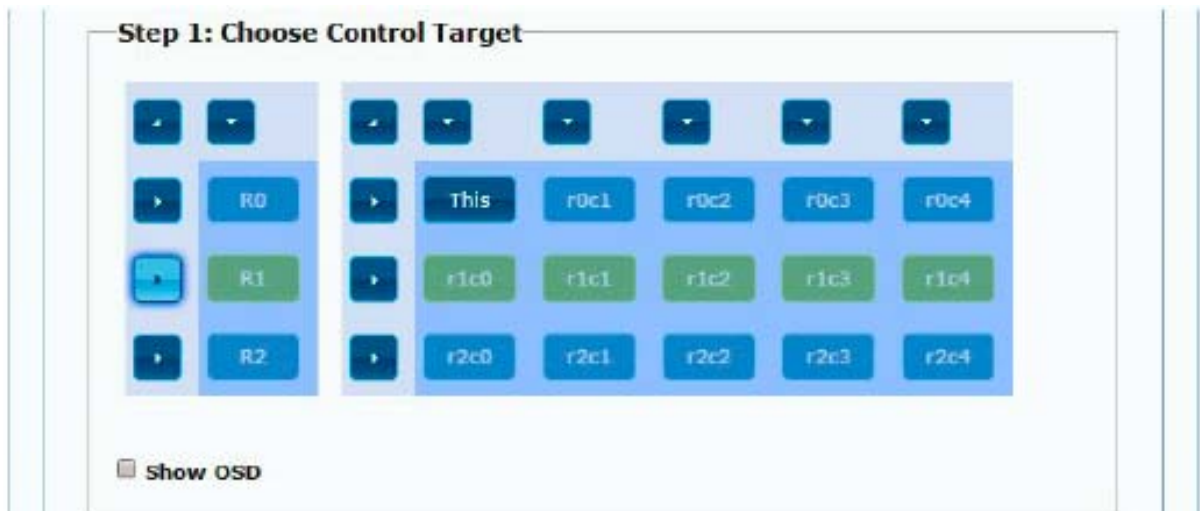 Step 1: Choose Control Target
R0 This r0c1 r0c2 r0c3 r0c4
R1 r1c0 r1c1 r1c2 r1c3 r1c4
R2 r2c0 r2c1 r2c2 r2c3 r2c4
Show OSD